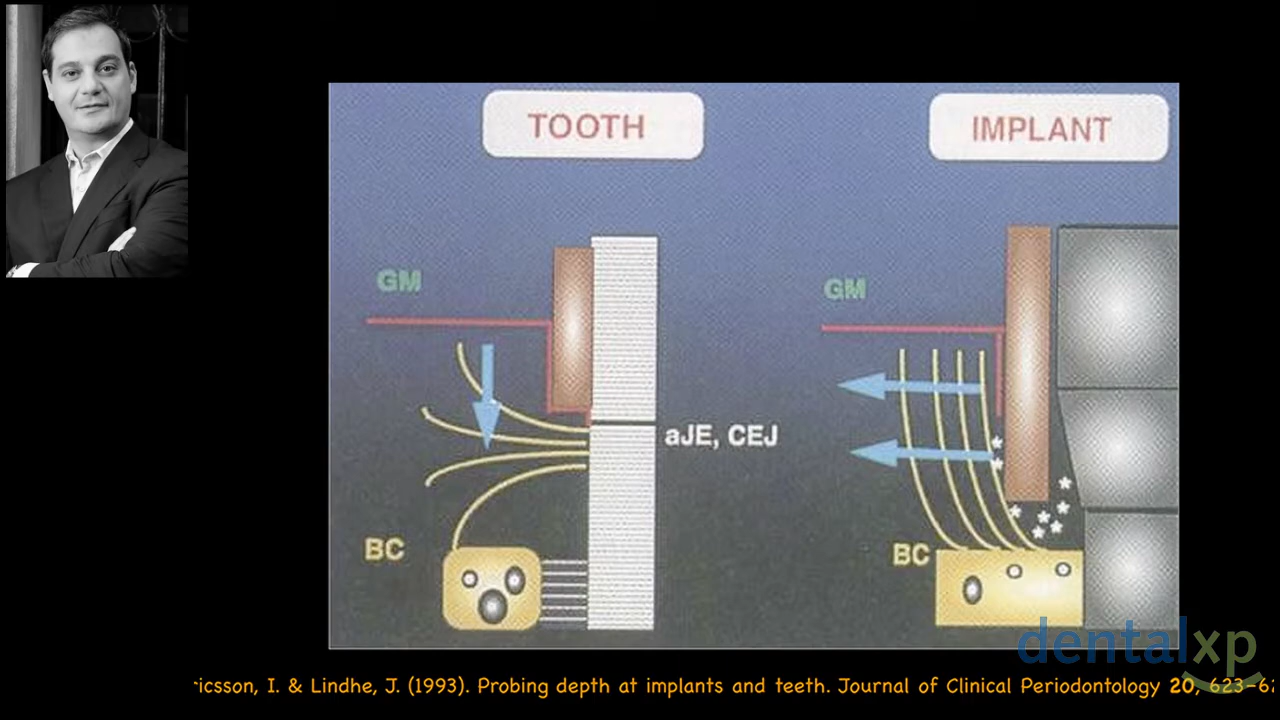 TOOTH
IMPLANT
GM
GM
aJE, CEJ
BC
BC
dentalxp
icsson, I. & Lindhe, J. (1993). Probing depth at implants and teeth. Journal of Clinical Periodontology 20, 623-62